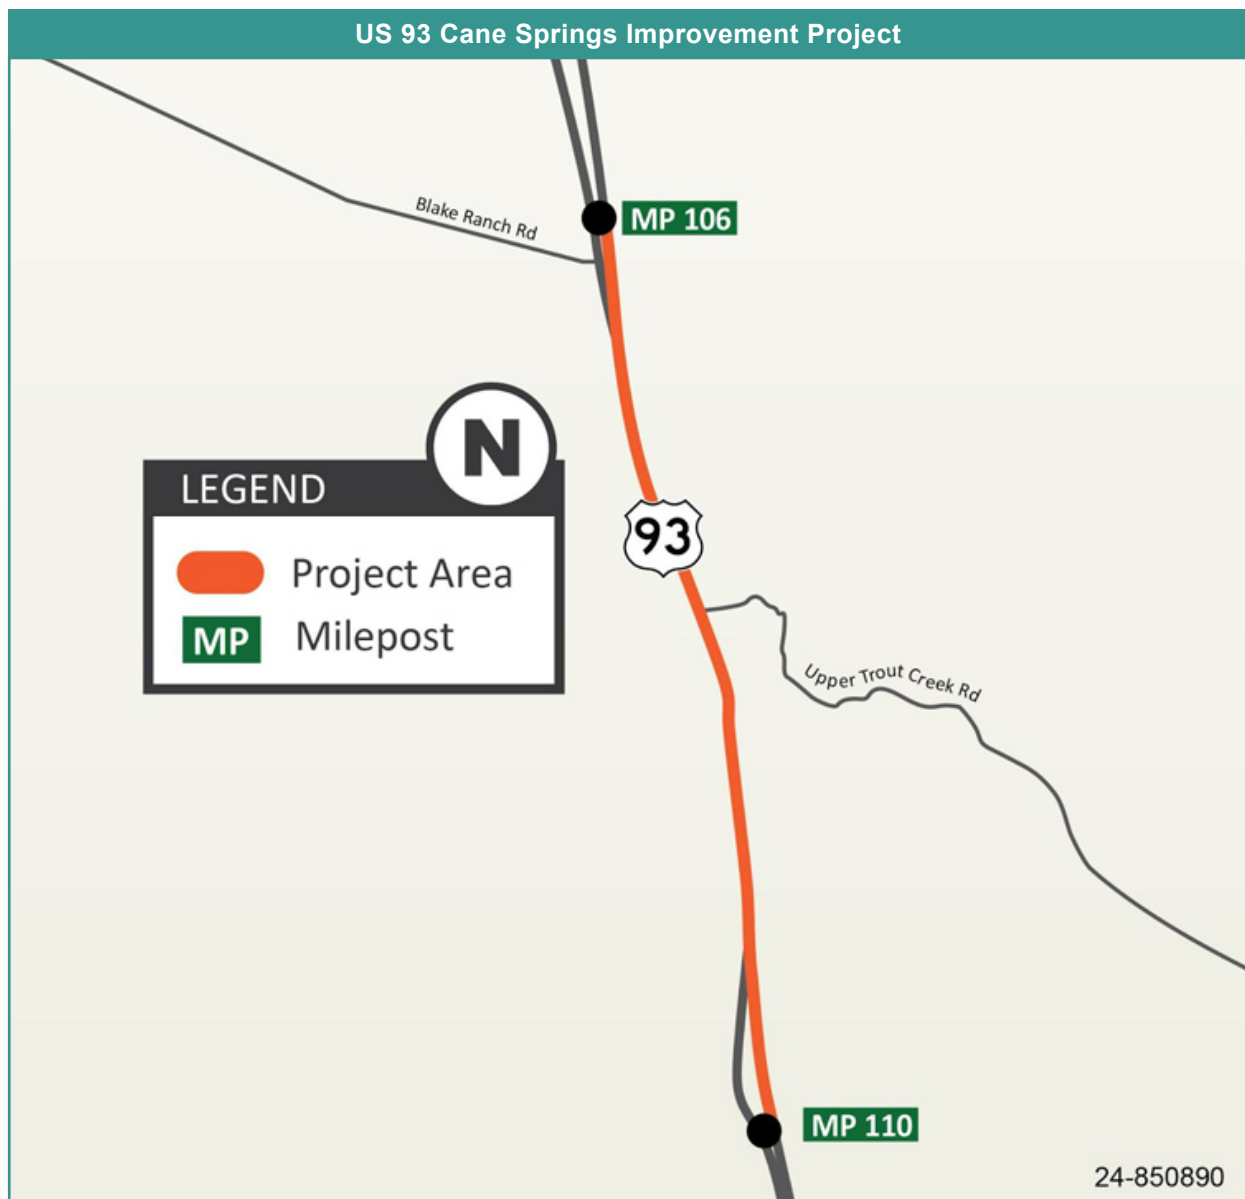 US 93 Cane Springs Improvement Project
Blake Ranch Rd
MP 106
N
LEGEND
Project Area
MP Milepost
93
Upper Trout Creek Rd
MP 110
24-850890